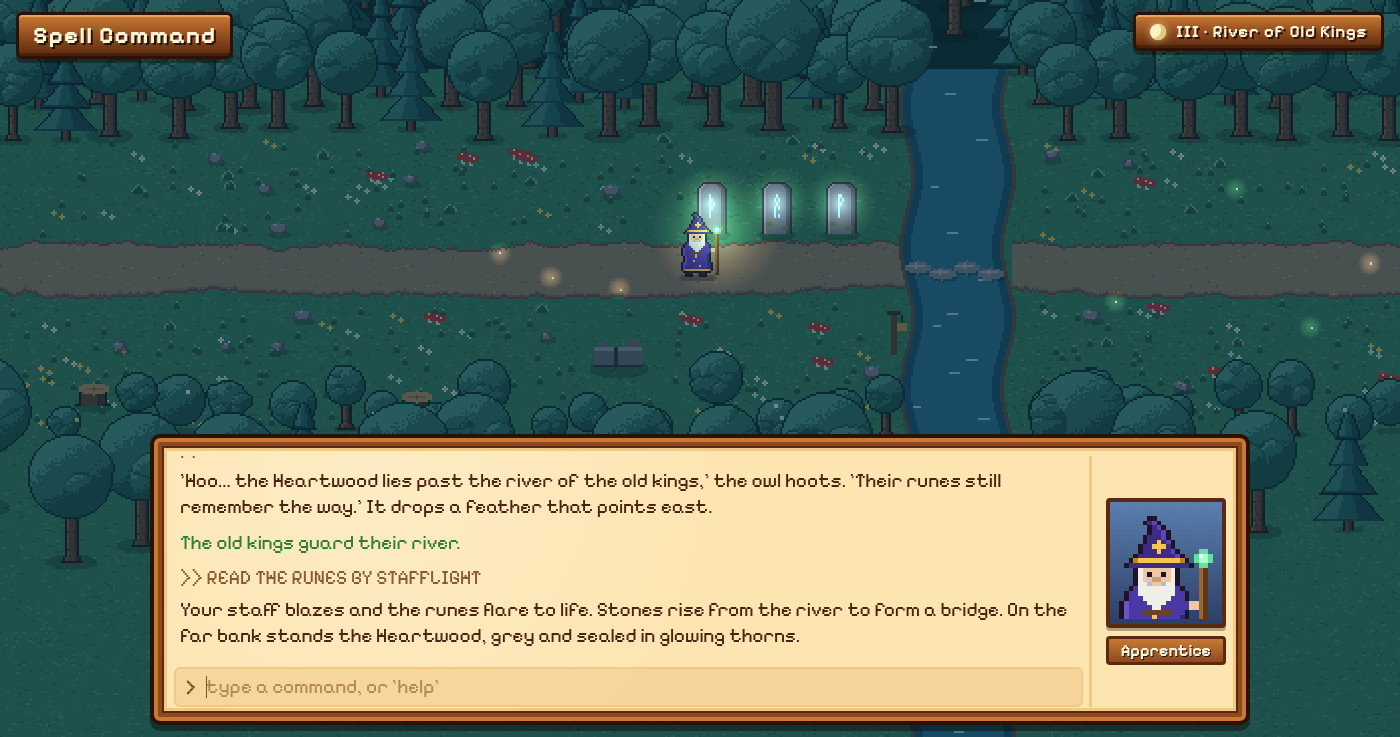 Spell Command
III · River of Old Kings
'Hoo... the Heartwood lies past the river of the old kings,' the owl hoots. 'Their runes still
remember the way.' It drops a feather that points east.
The old kings guard their river.
>> READ THE RUNES BY STAFFLIGHT
Your staff blazes and the runes flare to life. Stones rise from the river to form a bridge. On the
far bank stands the Heartwood, grey and sealed in glowing thorns.
> type a command, or 'help'
Apprentice